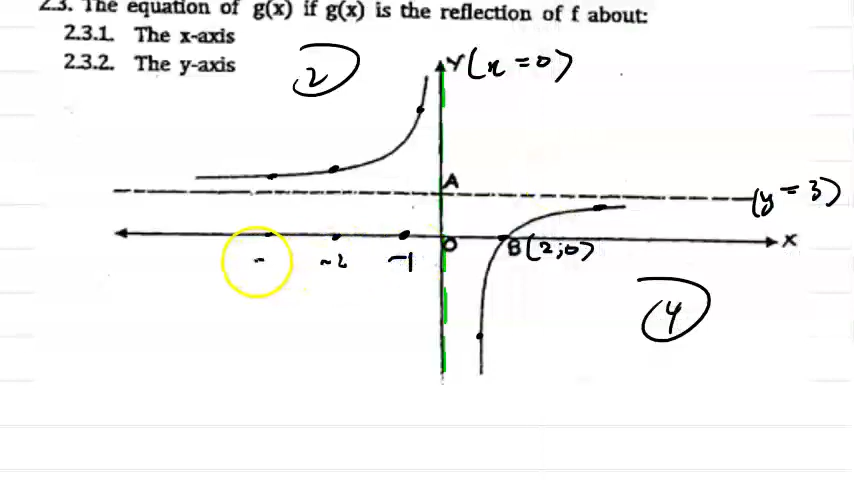 2.3. The equation of g(x) if g(x) is the reflection of f about:
2.3.1. The x-axis
2.3.2. The y-axis
2
Y (x = 0)
A
(y = 3)
X
O
B (2;0)
- -2 -1
4